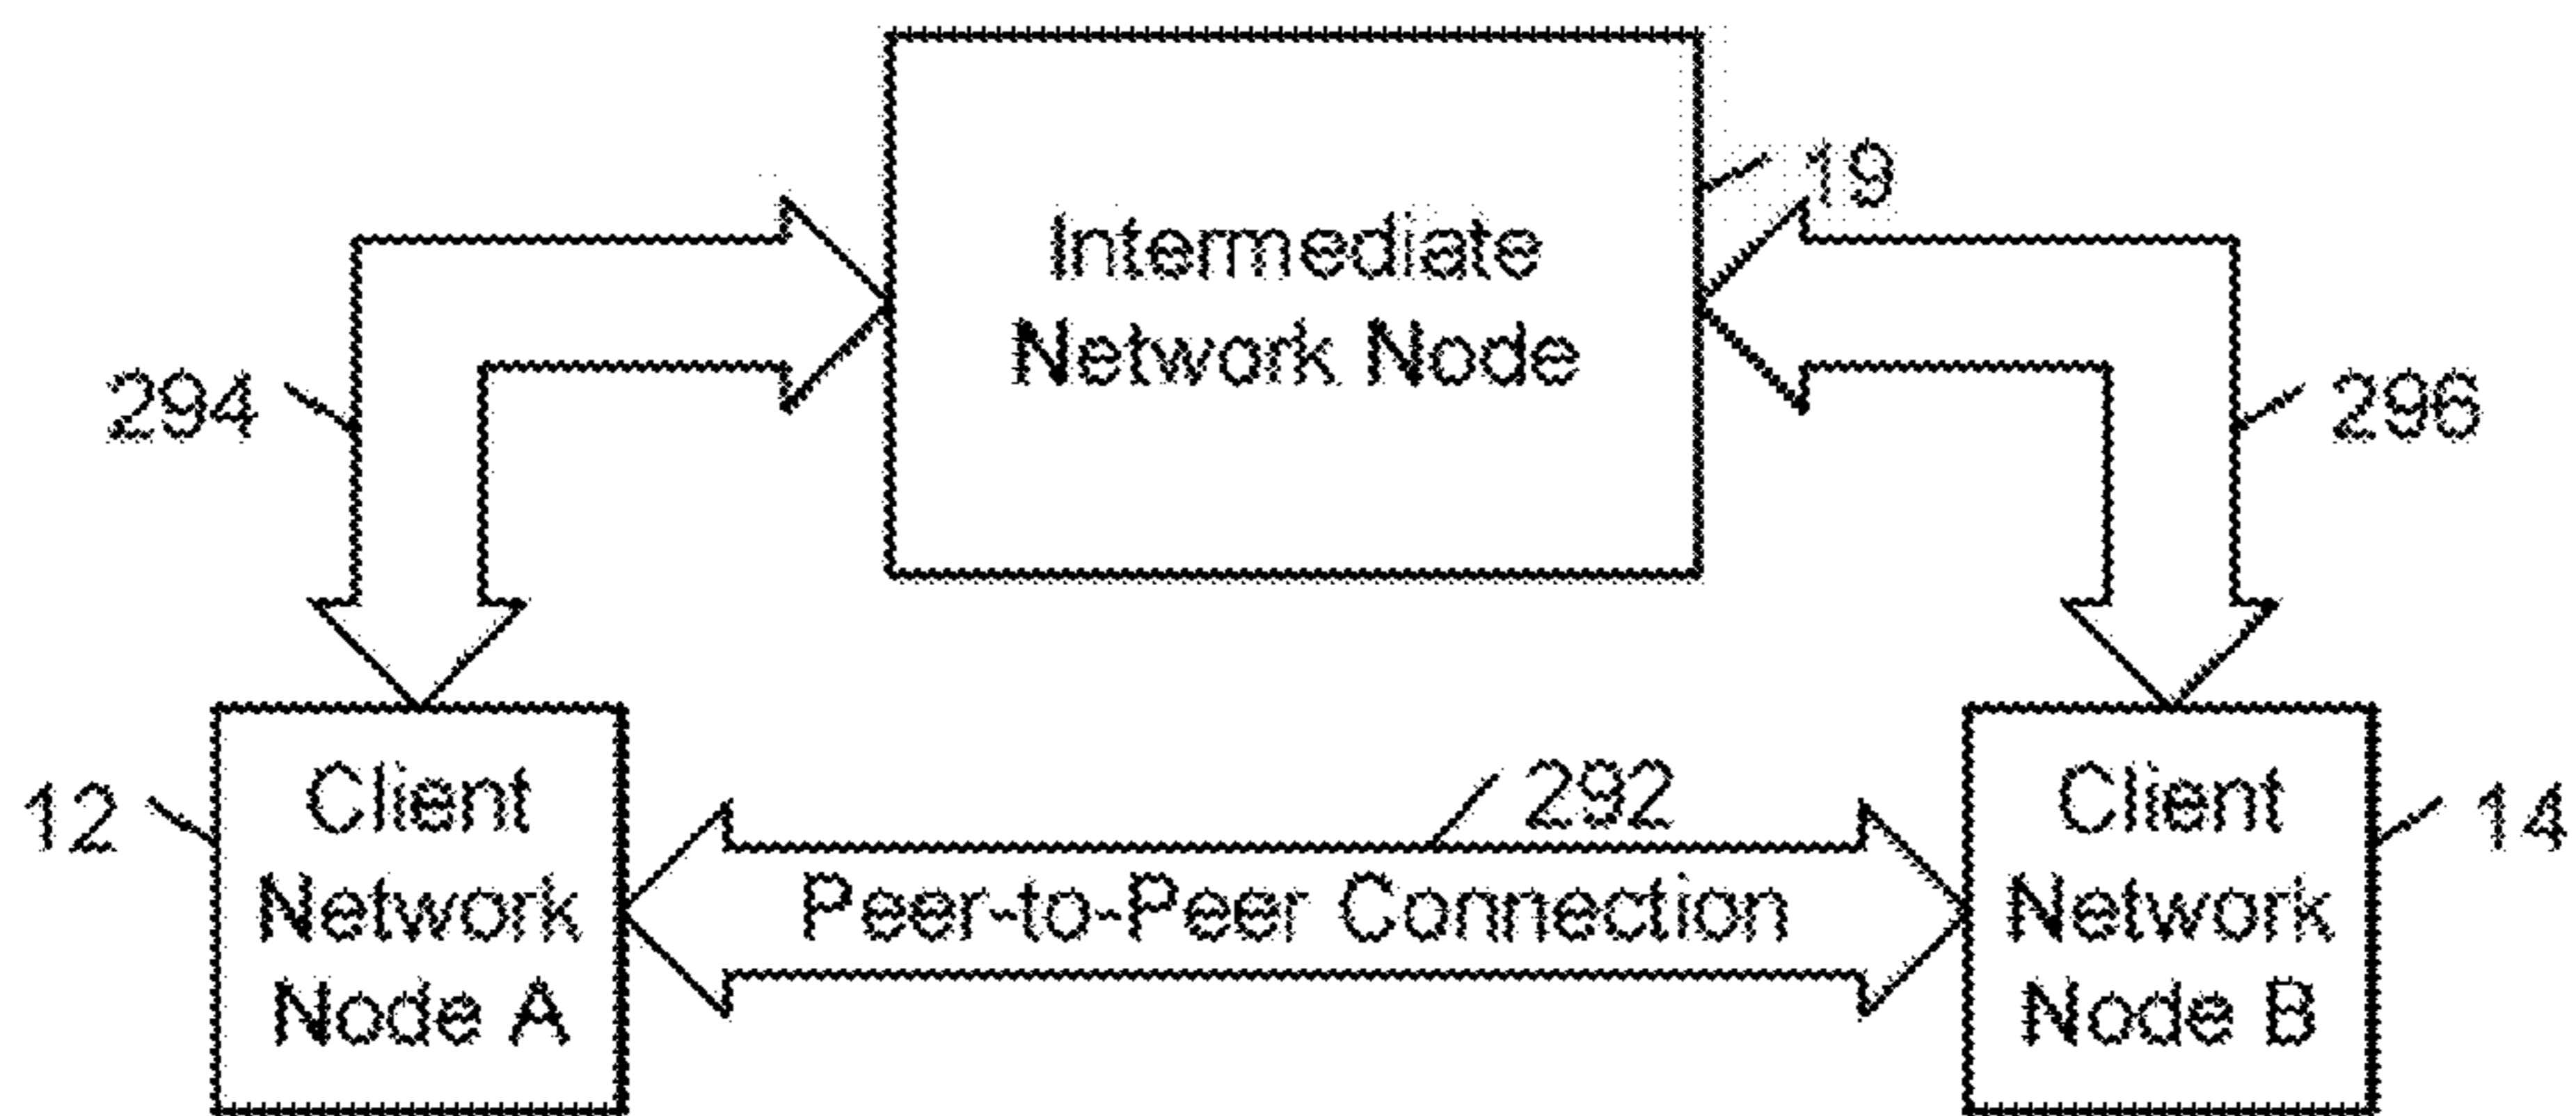 19
Intermediate
Network Node
294
296
12
Client
Network
Node A
292
Peer-to-Peer Connection
Client
Network
Node B
14